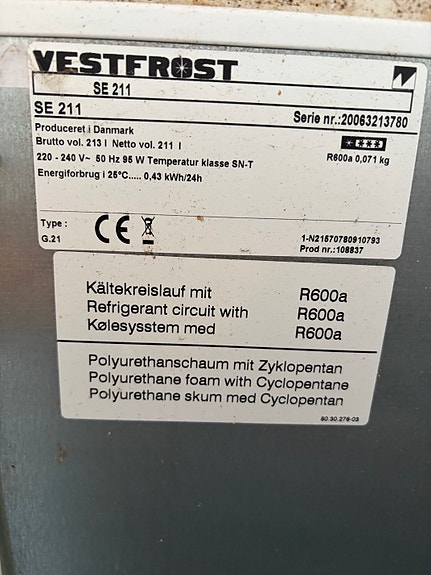 VESTFROST
SE 211
SE 211
Serie nr.:20063213780
Produceret i Danmark
Brutto vol. 213 l Netto vol. 211 l
220 - 240 V~ 50 Hz 95 W Temperatur klasse SN-T
R600a 0,071 kg
Energiforbrug i 25°C..... 0,43 kWh/24h
Type :
G.21
CE
1-N21570780910793
Prod nr.:108837
Kältekreislauf mit R600a
Refrigerant circuit with R600a
Kølesysstem med R600a
Polyurethanschaum mit Zyklopentan
Polyurethane foam with Cyclopentane
Polyurethane skum med Cyclopentan
80.30.276-03